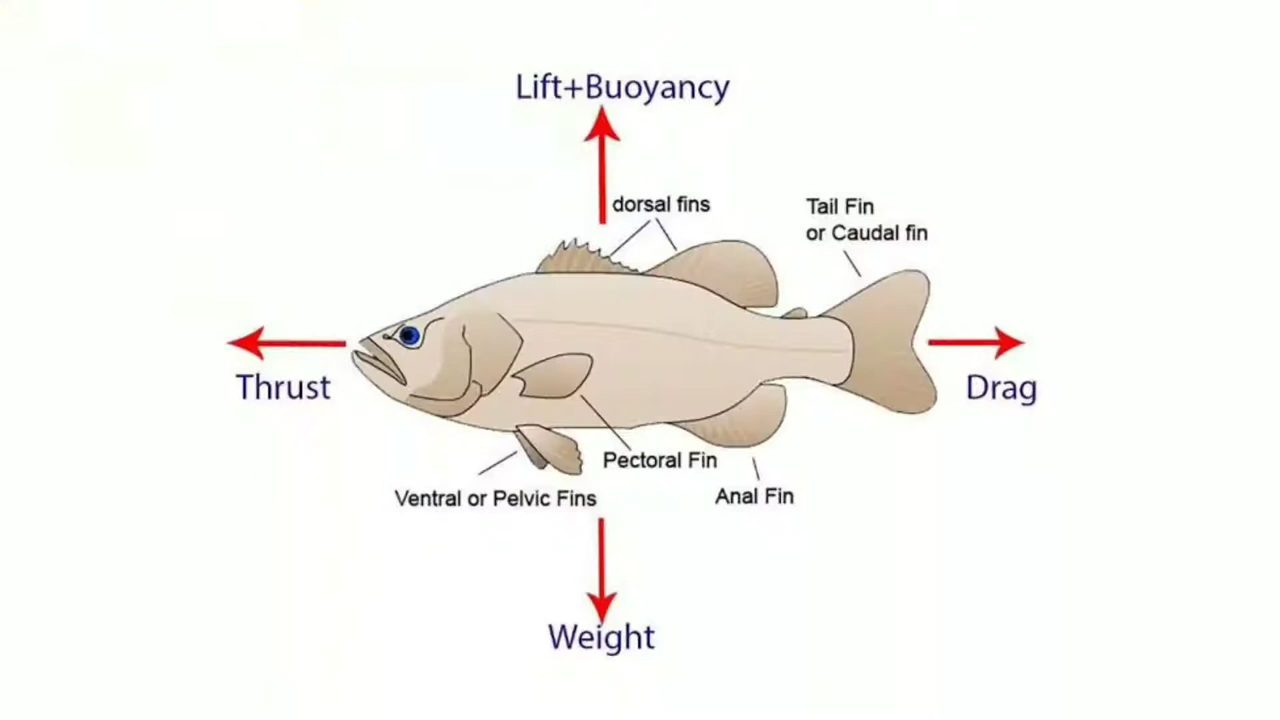 Lift+Buoyancy
dorsal fins
Tail Fin
or Caudal fin
Thrust
Drag
Pectoral Fin
Ventral or Pelvic Fins
Anal Fin
Weight